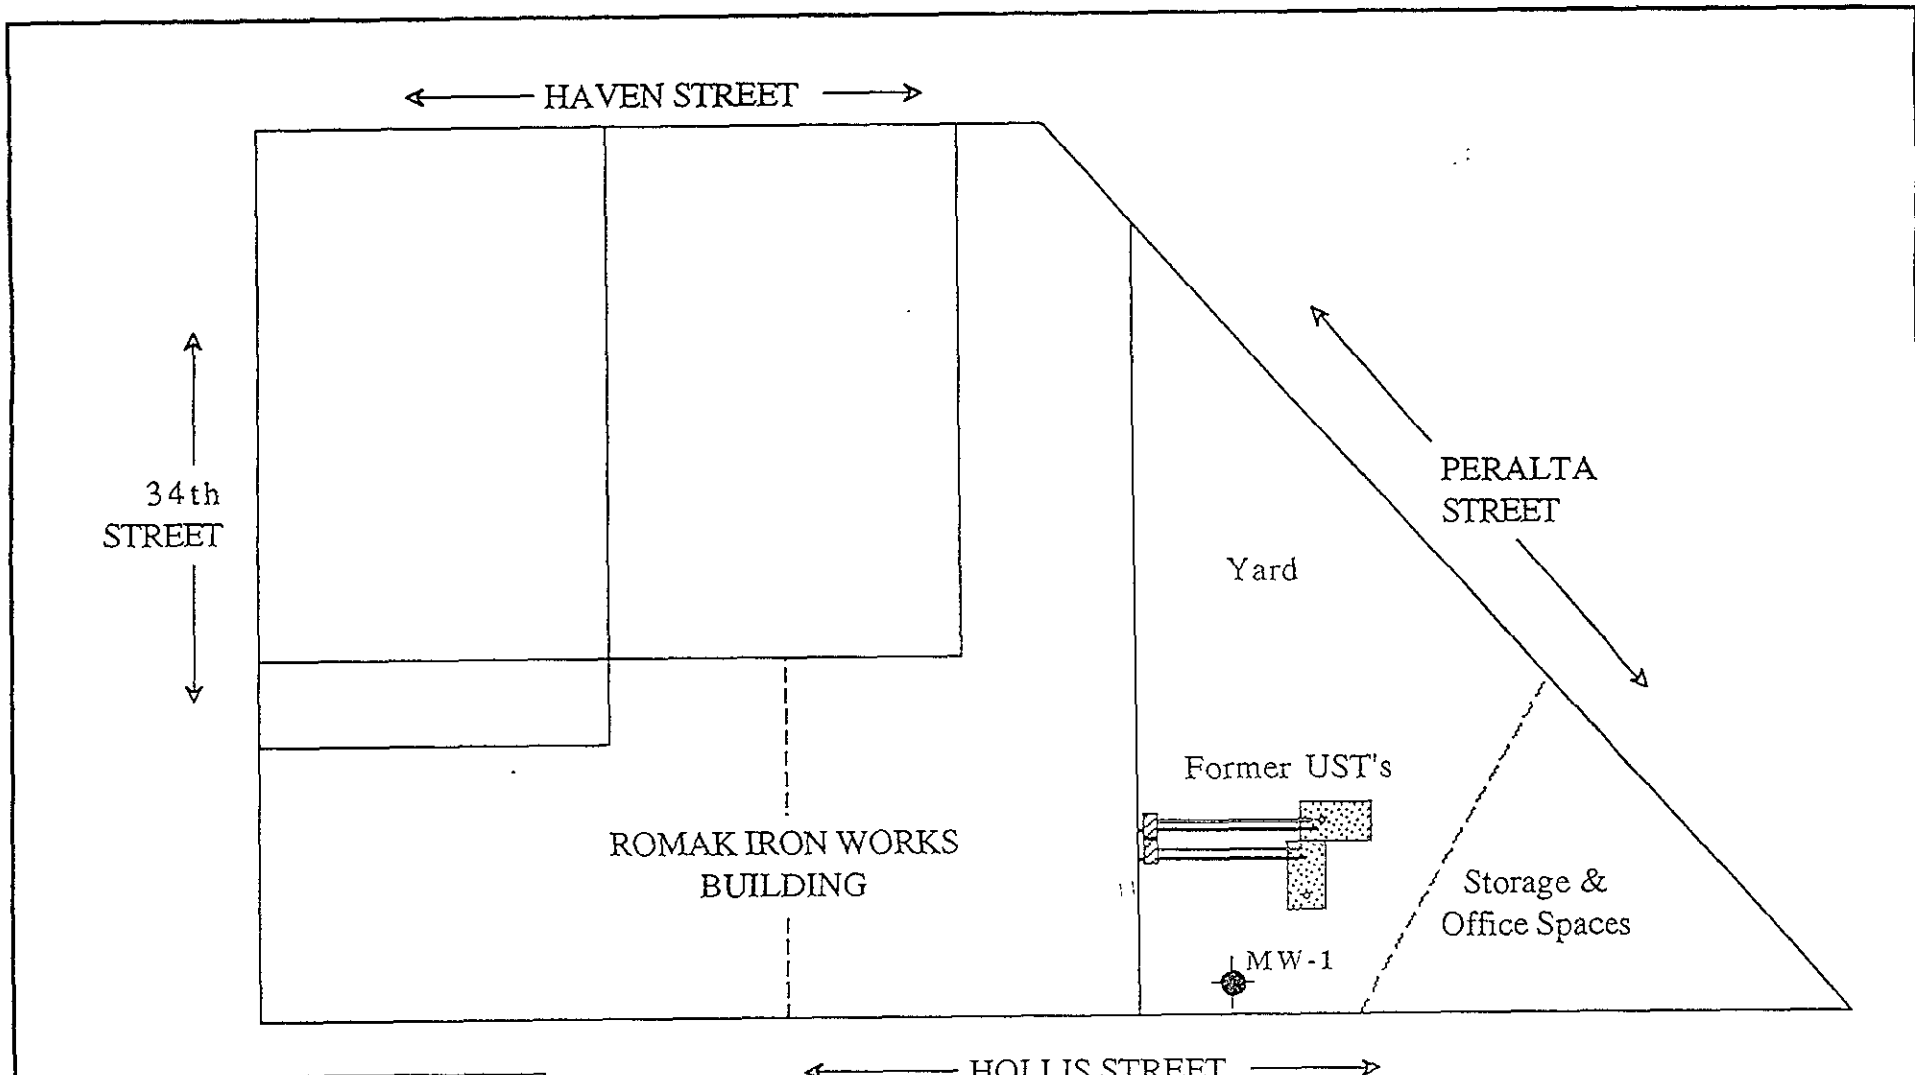 HAVEN STREET
34th
STREET
PERALTA
STREET
Yard
Former UST's
ROMAK IRON WORKS
BUILDING
Storage &
Office Spaces
MW-1
HOLLIS STREET